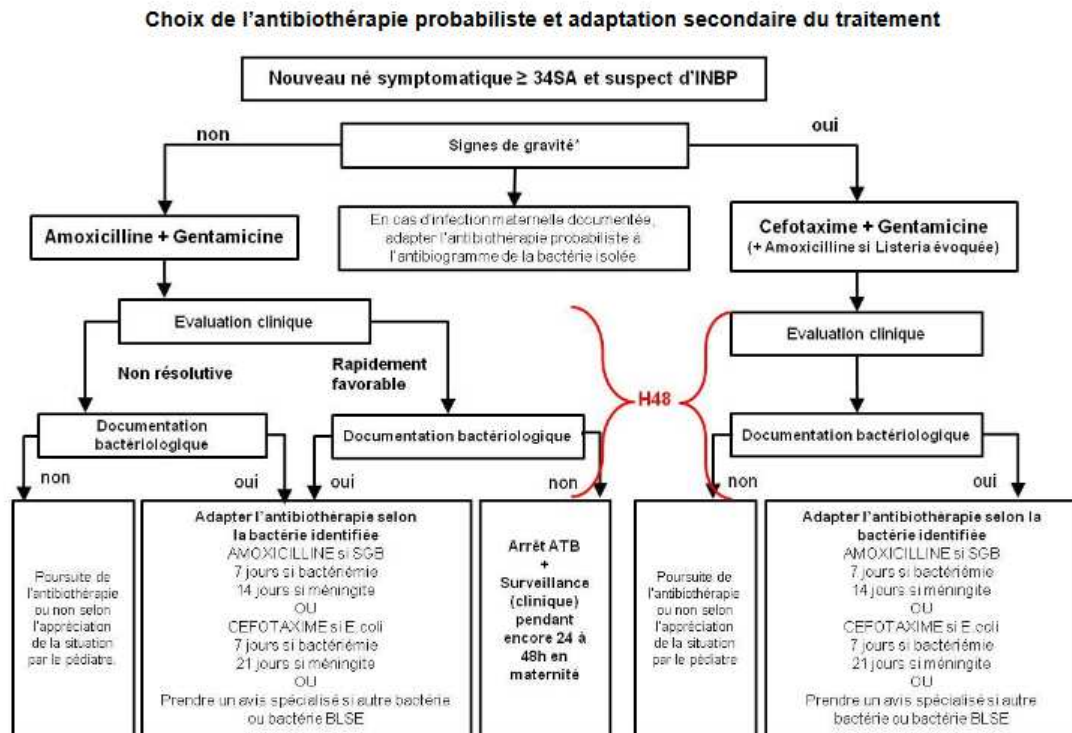 Choix de l'antibiothérapie probabiliste et adaptation secondaire du traitement
Nouveau né symptomatique ≥ 34SA et suspect d'INBP
non
Signes de gravité*
oui
Amoxicilline + Gentamicine
En cas d'infection maternelle documentée,
adapter l'antibiothérapie probabiliste à
l'antibiogramme de la bactérie isolée
Cefotaxime + Gentamicine
(+ Amoxicilline si Listeria évoquée)
Evaluation clinique
Evaluation clinique
Non résolutive
Rapidement
favorable
H48
Documentation
bactériologique
Documentation bactériologique
Documentation bactériologique
non
oui
oui
non
non
oui
Poursuite de
l'antibiothérapie
ou non selon
l'appréciation
de la situation
par le pédiatre.
Adapter l'antibiothérapie selon
la bactérie identifiée
AMOXICILLINE si SGB
7 jours si bactériémie
14 jours si méningite
OU
CEFOTAXIME si E.coli
7 jours si bactériémie
21 jours si méningite
OU
Prendre un avis spécialisé si autre bactérie
ou bactérie BLSE
Arrêt ATB
+
Surveillance
(clinique)
pendant
encore 24 à
48h en
maternité
Poursuite de
l'antibiothérapie
ou non selon
l'appréciation
de la situation
par le pédiatre
Adapter l'antibiothérapie selon la
bactérie identifiée
AMOXICILLINE si SGB
7 jours si bactériémie
14 jours si méningite
OU
CEFOTAXIME si E.coli
7 jours si bactériémie
21 jours si méningite
OU
Prendre un avis spécialisé si autre
bactérie ou bactérie BLSE